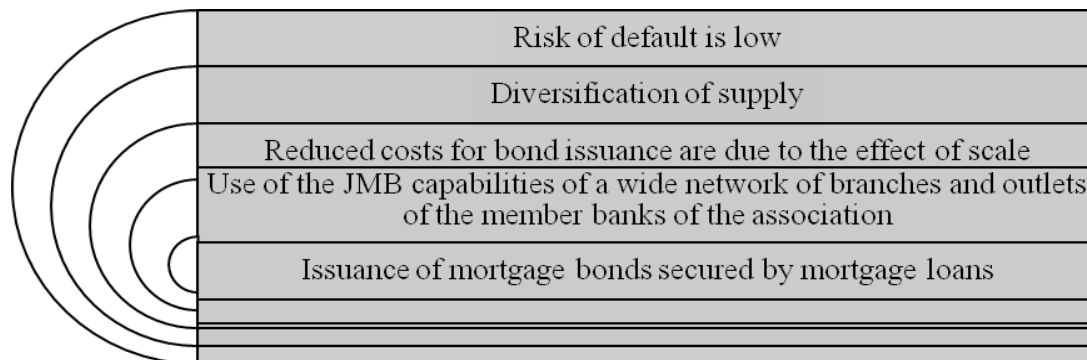 Risk of default is low
Diversification of supply
Reduced costs for bond issuance are due to the effect of scale
Use of the JMB capabilities of a wide network of branches and outlets
of the member banks of the association
Issuance of mortgage bonds secured by mortgage loans